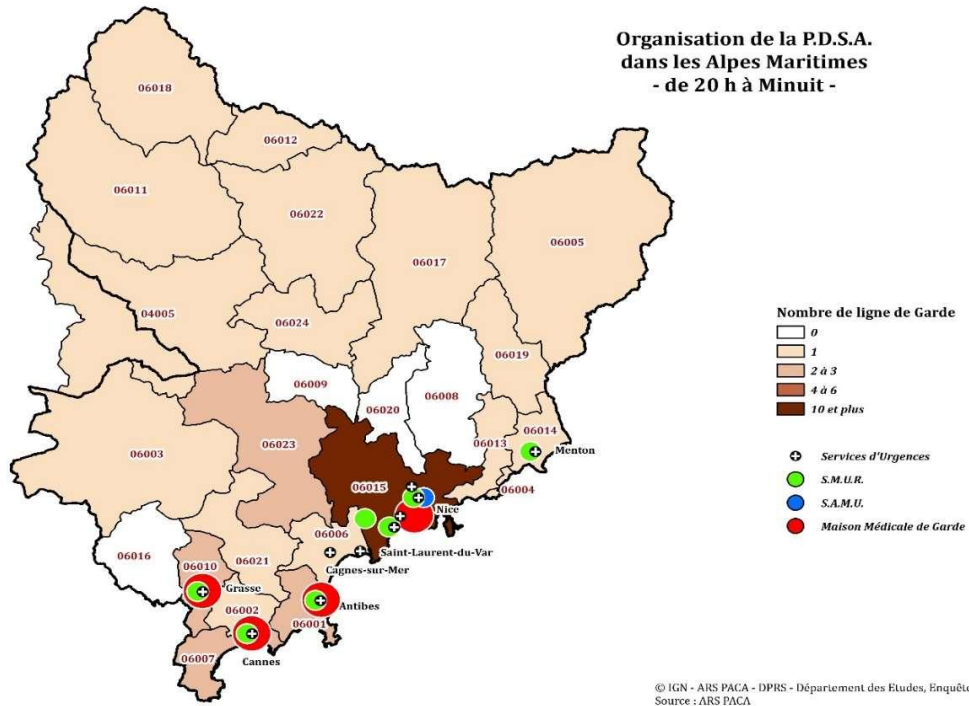 Organisation de la P.D.S.A.
dans les Alpes Maritimes
- de 20 h à Minuit -
06018
06012
06011
06022
06005
06017
04005
06024
06019
06009
06020
06008
06014
06013
Menton
06003
06023
06004
06015
Nice
06006
Saint-Laurent-du-Var
06016
06021
Cagnes-sur-Mer
06010
Grasse
06002
Antibes
06001
06007
Cannes
Nombre de ligne de Garde
0
1
2 à 3
4 à 6
10 et plus
Services d'Urgences
S.M.U.R.
S.A.M.U.
Maison Médicale de Garde
© IGN - ARS PACA - DPRS - Département des Etudes, Enquête
Source : ARS PACA